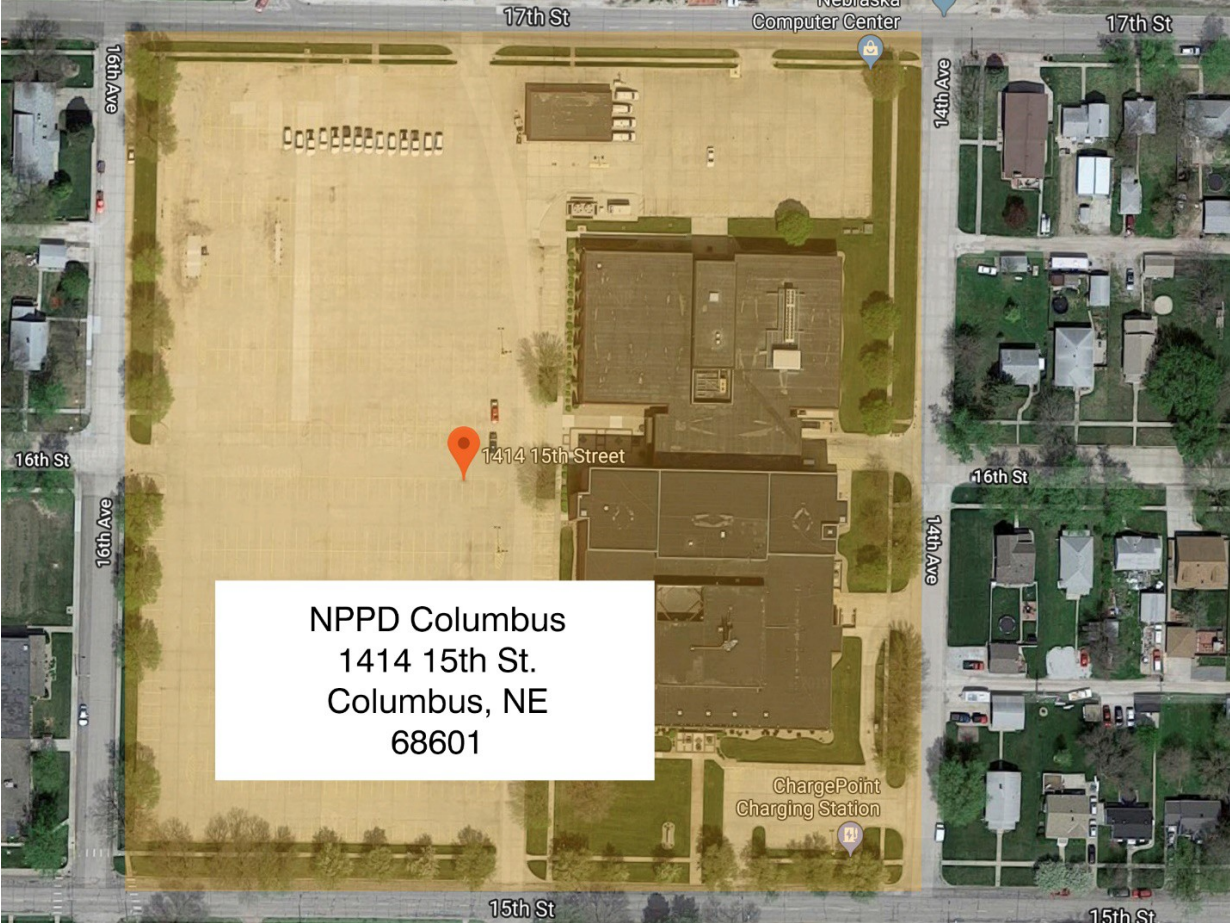 Nebraska
Computer Center
17th St
17th St
16th Ave
14th Ave
1414 15th Street
16th St
16th St
16th Ave
14th Ave
NPPD Columbus
1414 15th St.
Columbus, NE
68601
ChargePoint
Charging Station
15th St
15th St